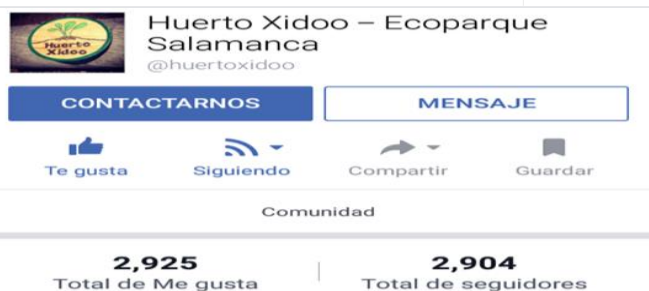 Huerto
Xidoo
Huerto Xidoo – Ecoparque
Salamanca
@huertoxidoo
CONTACTARNOS
MENSAJE
Te gusta
Siguiendo
Compartir
Guardar
Comunidad
2,925
Total de Me gusta
2,904
Total de seguidores